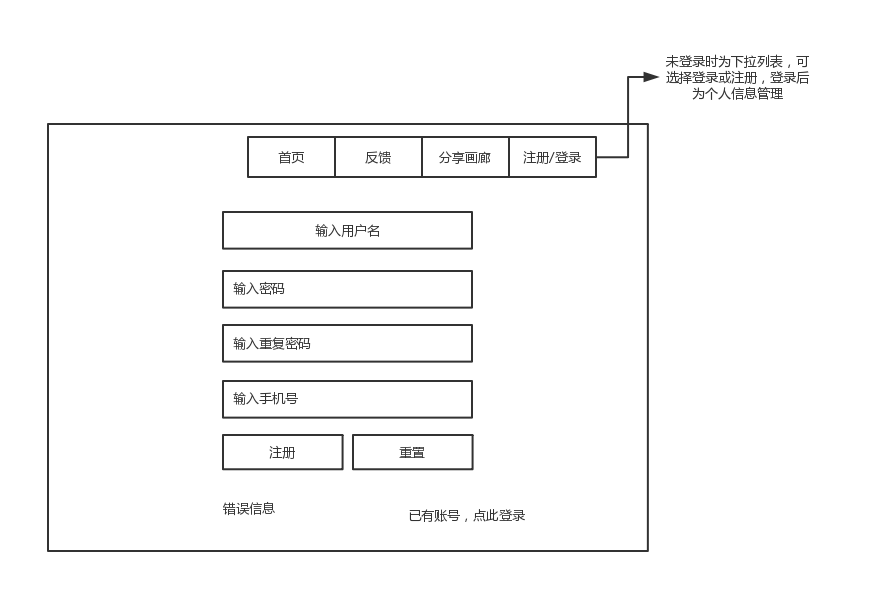 未登录时为下拉列表，可
选择登录或注册，登录后
为个人信息管理
首页 反馈 分享画廊 注册/登录
输入用户名
输入密码
输入重复密码
输入手机号
注册 重置
错误信息
已有账号，点此登录